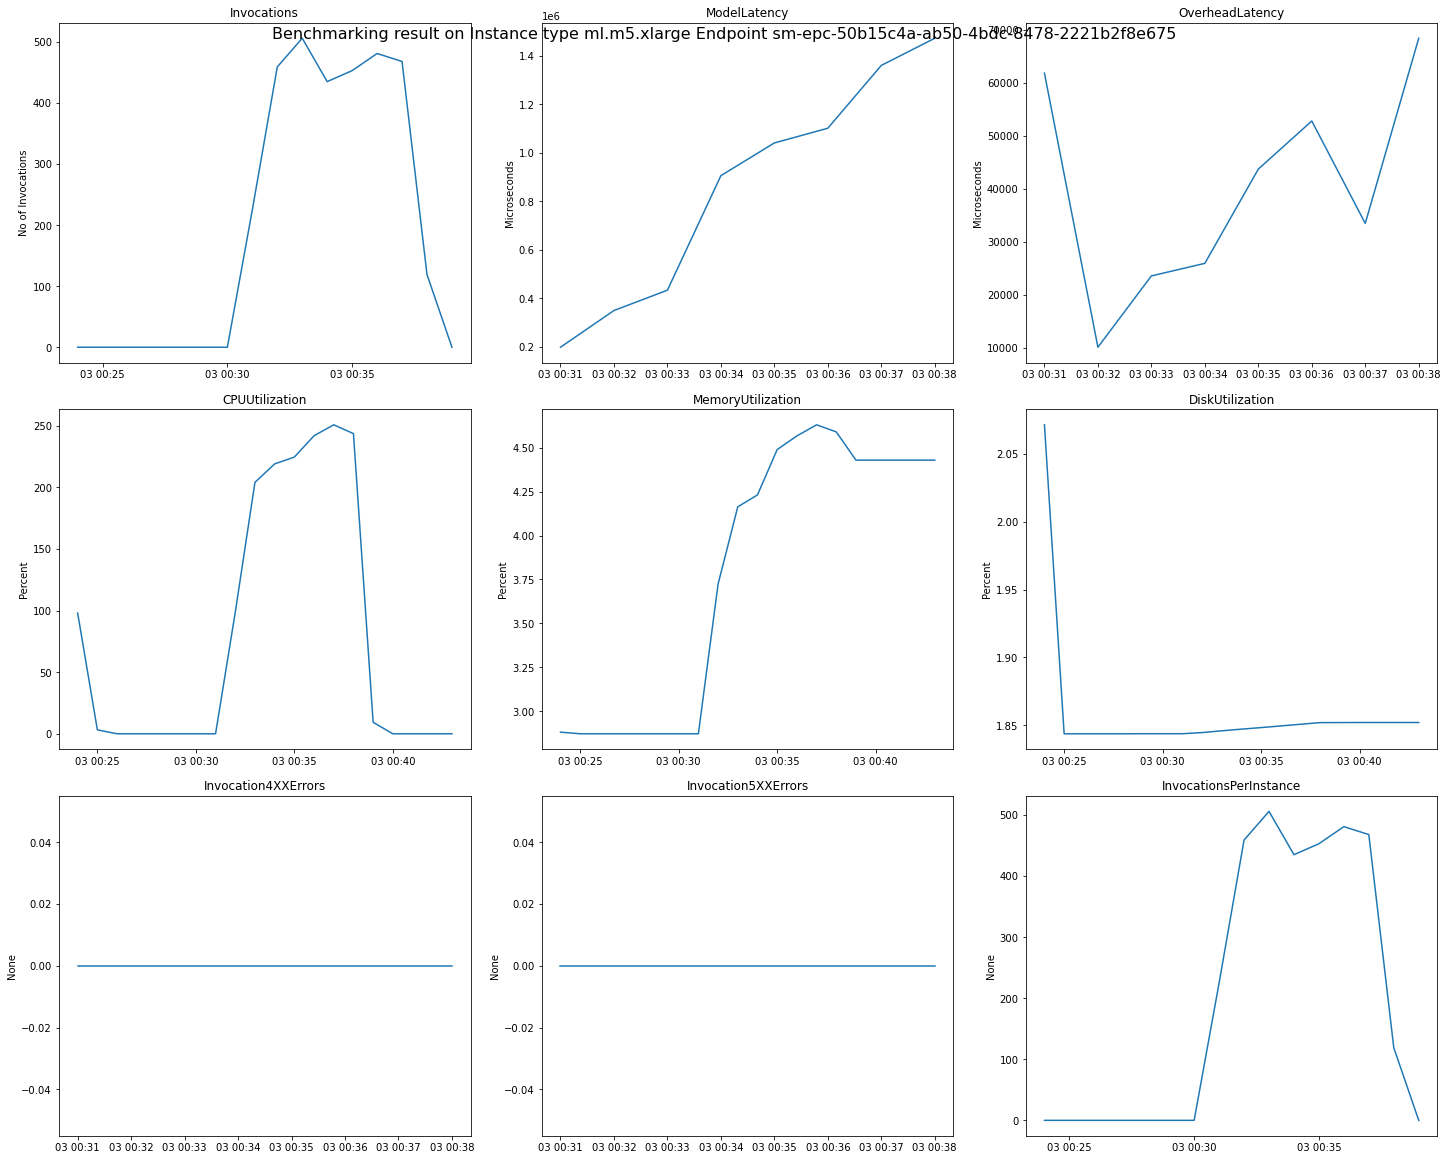 Invocations
ModelLatency
OverheadLatency
1e6
Benchmarking result on Instance type ml.m5.xlarge Endpoint sm-epc-50b15c4a-ab50-4bdc-8478-2221b2f8e675
No of Invocations
500
400
300
200
100
0
03 00:25 03 00:30 03 00:35
Microseconds
1.4
1.2
1.0
0.8
0.6
0.4
0.2
03 00:31 03 00:32 03 00:33 03 00:34 03 00:35 03 00:36 03 00:37 03 00:38
Microseconds
70000
60000
50000
40000
30000
20000
10000
03 00:31 03 00:32 03 00:33 03 00:34 03 00:35 03 00:36 03 00:37 03 00:38
CPUUtilization
Percent
250
200
150
100
50
0
03 00:25 03 00:30 03 00:35 03 00:40
MemoryUtilization
Percent
4.50
4.25
4.00
3.75
3.50
3.25
3.00
03 00:25 03 00:30 03 00:35 03 00:40
DiskUtilization
Percent
2.05
2.00
1.95
1.90
1.85
03 00:25 03 00:30 03 00:35 03 00:40
Invocation4XXErrors
None
0.04
0.02
0.00
−0.02
−0.04
03 00:31 03 00:32 03 00:33 03 00:34 03 00:35 03 00:36 03 00:37 03 00:38
Invocation5XXErrors
None
0.04
0.02
0.00
−0.02
−0.04
03 00:31 03 00:32 03 00:33 03 00:34 03 00:35 03 00:36 03 00:37 03 00:38
InvocationsPerInstance
None
500
400
300
200
100
0
03 00:25 03 00:30 03 00:35